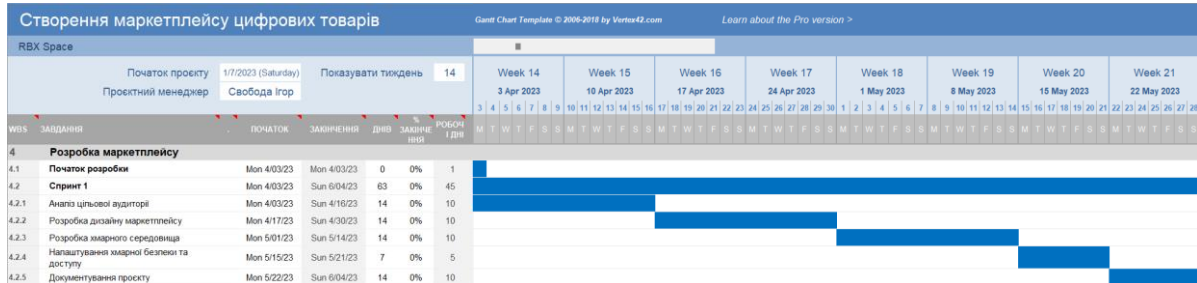 Створення маркетплейсу цифрових товарів
Gantt Chart Template © 2006-2018 by Vertex42.com
Learn about the Pro version >
RBX Space
Початок проєкту 1/7/2023 (Saturday) Показувати тиждень 14
Проєктний менеджер Свобода Ігор
Week 14 Week 15 Week 16 Week 17 Week 18 Week 19 Week 20 Week 21
3 Apr 2023 10 Apr 2023 17 Apr 2023 24 Apr 2023 1 May 2023 8 May 2023 15 May 2023 22 May 2023
3 4 5 6 7 8 9 10 11 12 13 14 15 16 17 18 19 20 21 22 23 24 25 26 27 28 29 30 1 2 3 4 5 6 7 8 9 10 11 12 13 14 15 16 17 18 19 20 21 22 23 24 25 26 27 28
WBS ЗАВДАННЯ ПОЧАТОК ЗАКІНЧЕННЯ ДНІВ % ЗАКІНЧЕ ННЯ РОБОЧ І ДНІ M T W T F S S M T W T F S S M T W T F S S M T W T F S S M T W T F S S M T W T F S S M T W T F S S M T W T F S S
4 Розробка маркетплейсу
4.1 Початок розробки Mon 4/03/23 Mon 4/03/23 0 0% 1
4.2 Спринт 1 Mon 4/03/23 Sun 6/04/23 63 0% 45
4.2.1 Аналіз цільової аудиторії Mon 4/03/23 Sun 4/16/23 14 0% 10
4.2.2 Розробка дизайну маркетплейсу Mon 4/17/23 Sun 4/30/23 14 0% 10
4.2.3 Розробка хмарного середовища Mon 5/01/23 Sun 5/14/23 14 0% 10
4.2.4 Налаштування хмарної безпеки та доступу Mon 5/15/23 Sun 5/21/23 7 0% 5
4.2.5 Документування проєкту Mon 5/22/23 Sun 6/04/23 14 0% 10